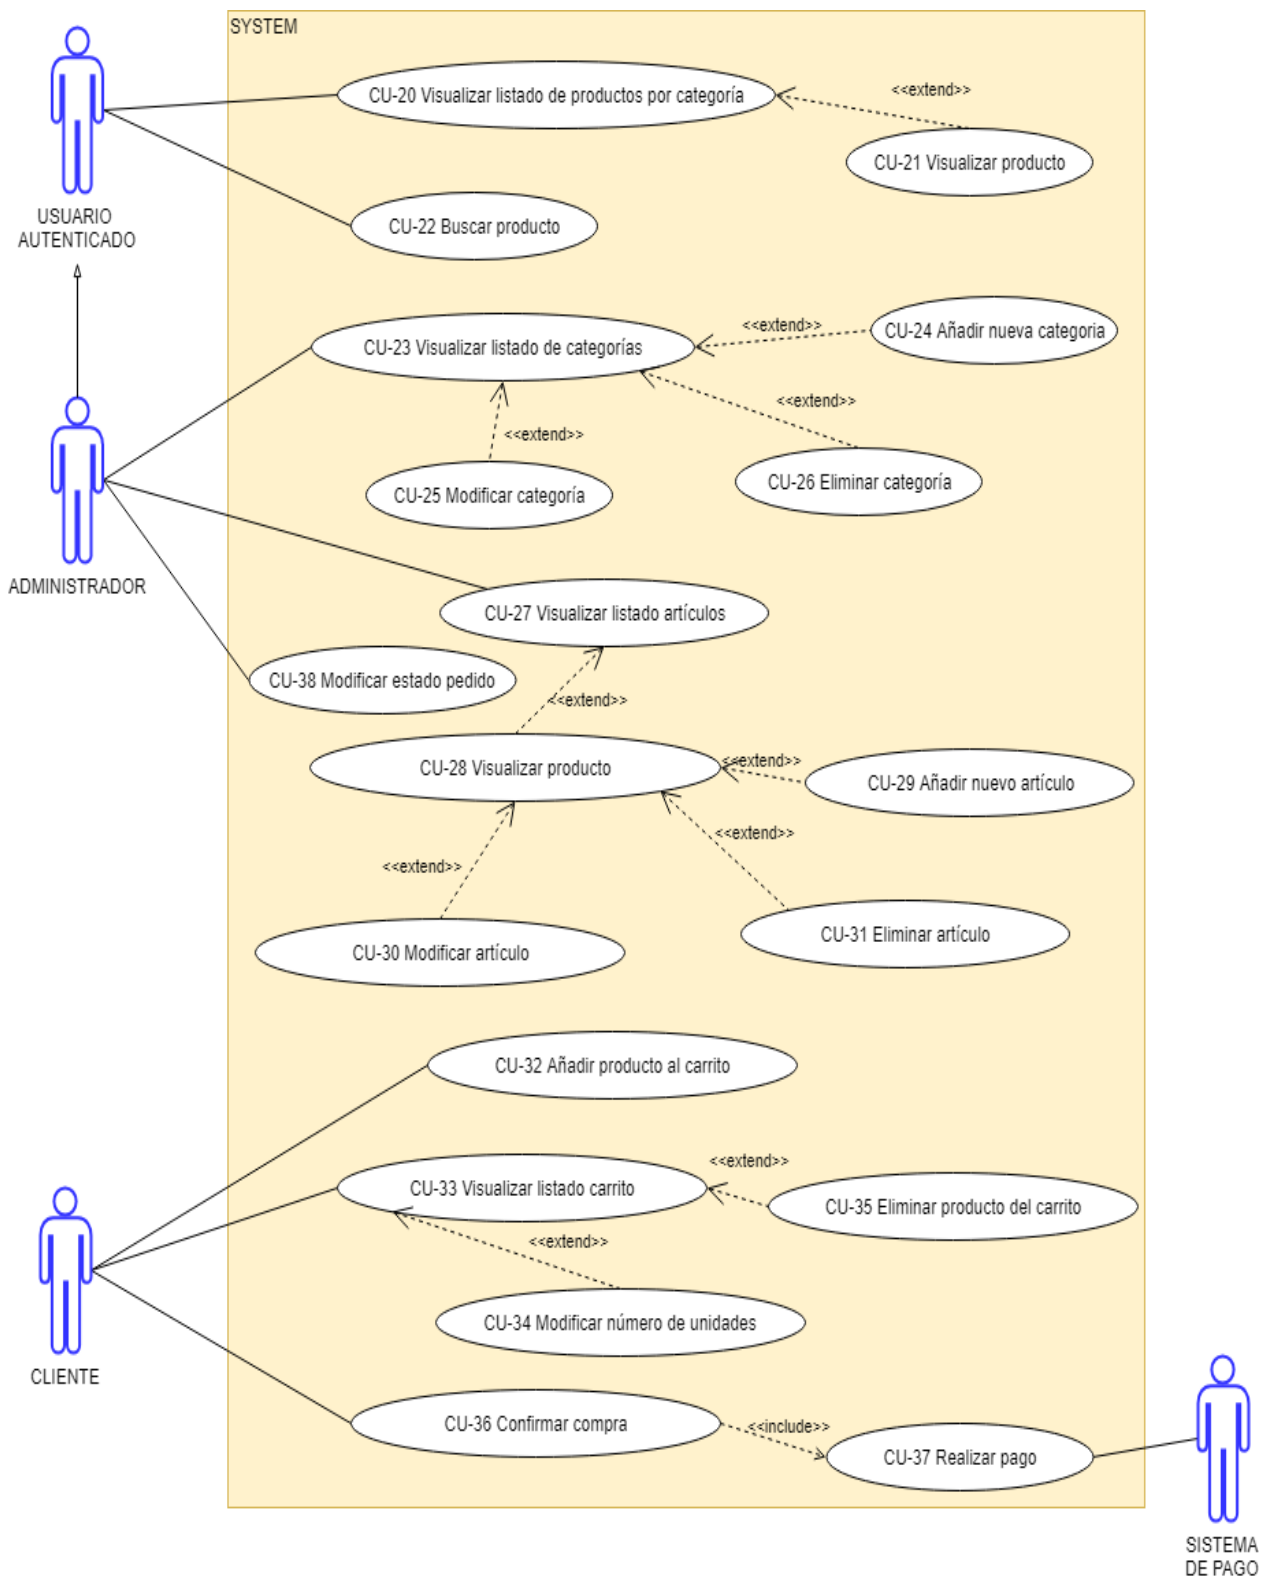 SYSTEM
CU-20 Visualizar listado de productos por categoría
<<extend>>
CU-21 Visualizar producto
USUARIO
AUTENTICADO
CU-22 Buscar producto
CU-23 Visualizar listado de categorías
<<extend>>
CU-24 Añadir nueva categoria
<<extend>>
<<extend>>
CU-25 Modificar categoría
CU-26 Eliminar categoría
ADMINISTRADOR
CU-27 Visualizar listado artículos
CU-38 Modificar estado pedido
<<extend>>
CU-28 Visualizar producto
<<extend>>
CU-29 Añadir nuevo artículo
<<extend>>
<<extend>>
CU-30 Modificar artículo
CU-31 Eliminar artículo
CU-32 Añadir producto al carrito
CU-33 Visualizar listado carrito
<<extend>>
CU-35 Eliminar producto del carrito
<<extend>>
CU-34 Modificar número de unidades
CLIENTE
CU-36 Confirmar compra
<<include>>
CU-37 Realizar pago
SISTEMA
DE PAGO